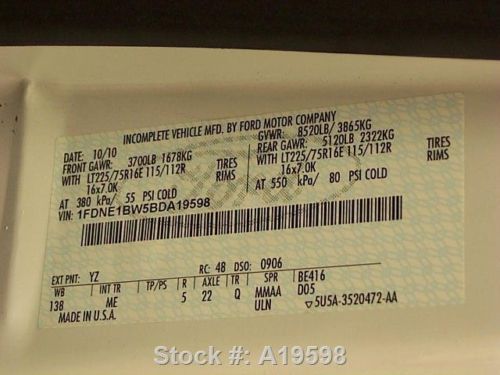 INCOMPLETE VEHICLE MFD. BY FORD MOTOR COMPANY
DATE: 10/10 GVWR: 8520LB/ 3865KG
FRONT GAWR: 3700LB 1678KG REAR GAWR: 5120LB 2322KG
WITH LT225/75R16E 115/112R TIRES WITH LT225/75R16E 115/112R TIRES
16x7.0K RIMS 16x7.0K RIMS
AT 380 kPa/ 55 PSI COLD AT 550 kPa/ 80 PSI COLD
VIN: 1FDNE1BW5BDA19598
EXT PNT: YZ RC: 48 DSO: 0906
WB INT TR TP/PS R AXLE TR SPR BE416
138 ME 5 22 Q MMAA D05
MADE IN U.S.A. ULN ▽5U5A-3520472-AA
Stock #: A19598